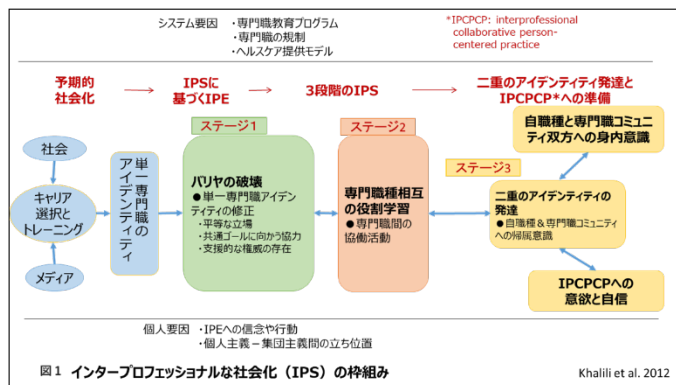 システム要因
・専門職教育プログラム
・専門職の規制
・ヘルスケア提供モデル
*IPCPCP: interprofessional
collaborative person-
centered practice
予期的
社会化
IPSに
基づくIPE
3段階のIPS
二重のアイデンティティ発達と
IPCPCP*への準備
社会
キャリア
選択と
トレーニング
メディア
単一専門職の
アイデンティティ
ステージ1
バリヤの破壊
●単一専門職アイデン
ティティの修正
・平等な立場
・共通ゴールに向かう協力
・支援的な権威の存在
ステージ2
専門職種相互
の役割学習
●専門職間の
協働活動
ステージ3
自職種と専門職コミュニ
ティ双方への身内意識
二重のアイデンティティの
発達
●自職種&専門職コミュニティ
への帰属意識
IPCPCPへの
意欲と自信
個人要因
・IPEへの信念や行動
・個人主義−集団主義間の立ち位置
図1 インタープロフェッショナルな社会化（IPS）の枠組み
Khalili et al. 2012